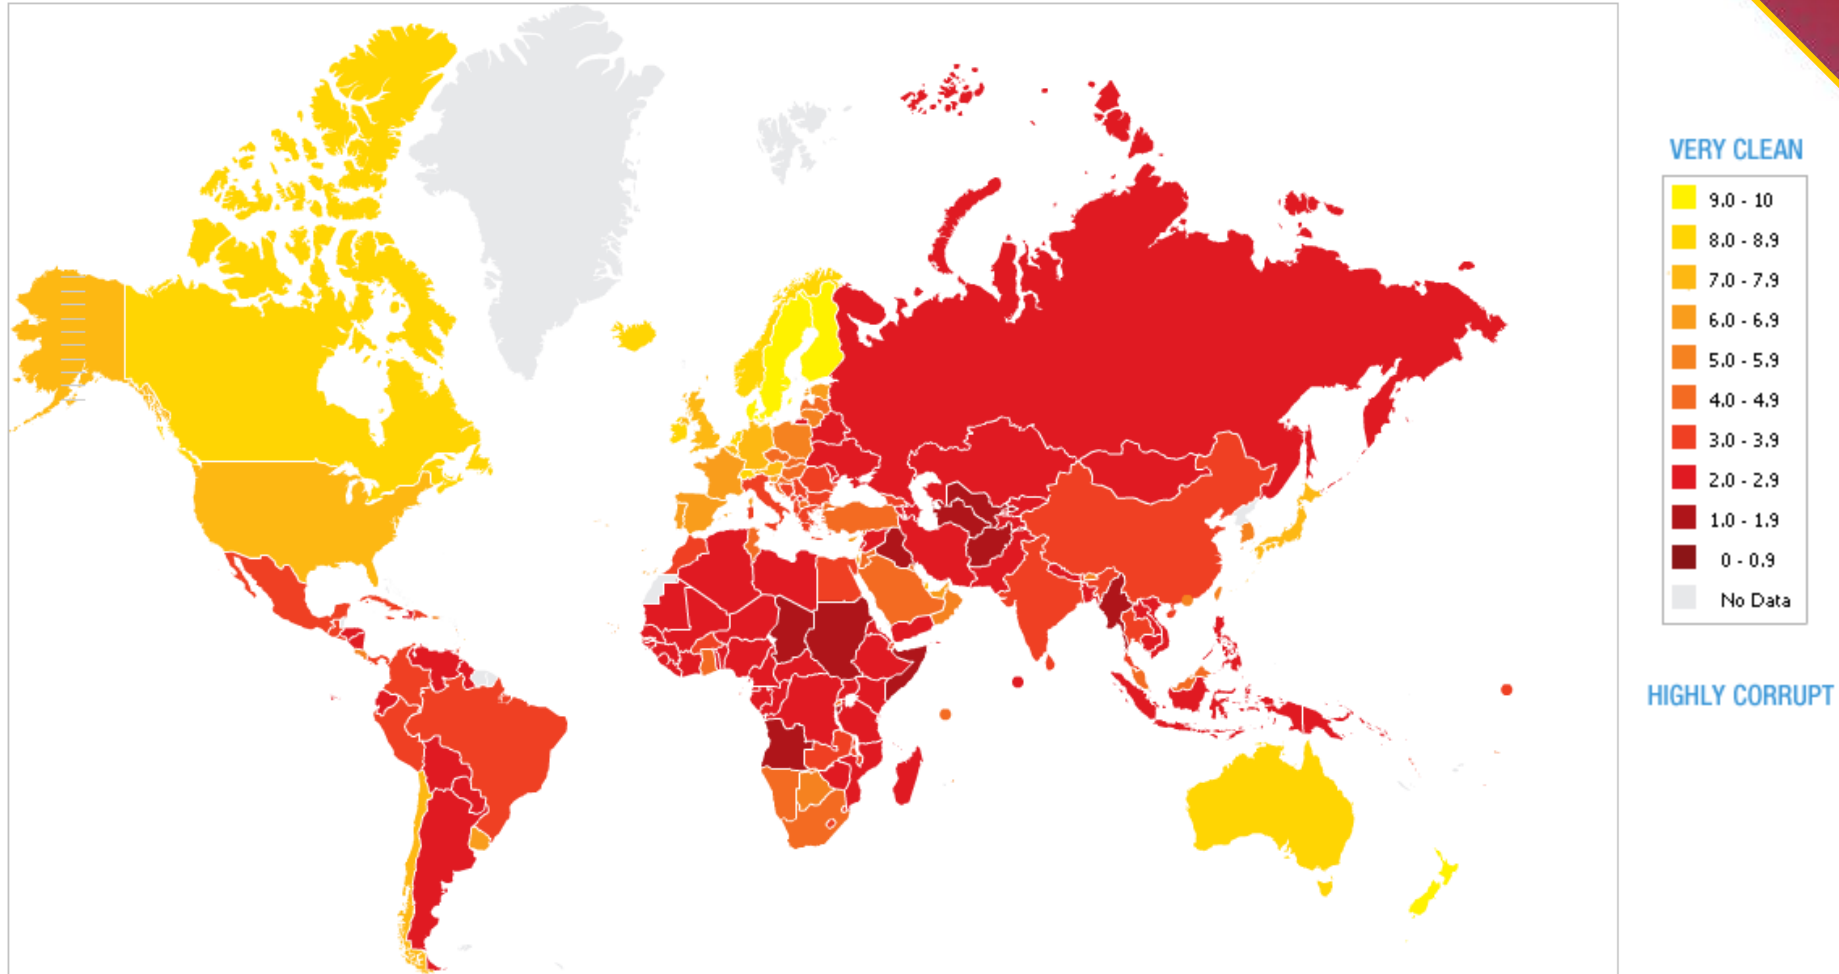 VERY CLEAN
9.0 - 10
8.0 - 8.9
7.0 - 7.9
6.0 - 6.9
5.0 - 5.9
4.0 - 4.9
3.0 - 3.9
2.0 - 2.9
1.0 - 1.9
0 - 0.9
No Data
HIGHLY CORRUPT